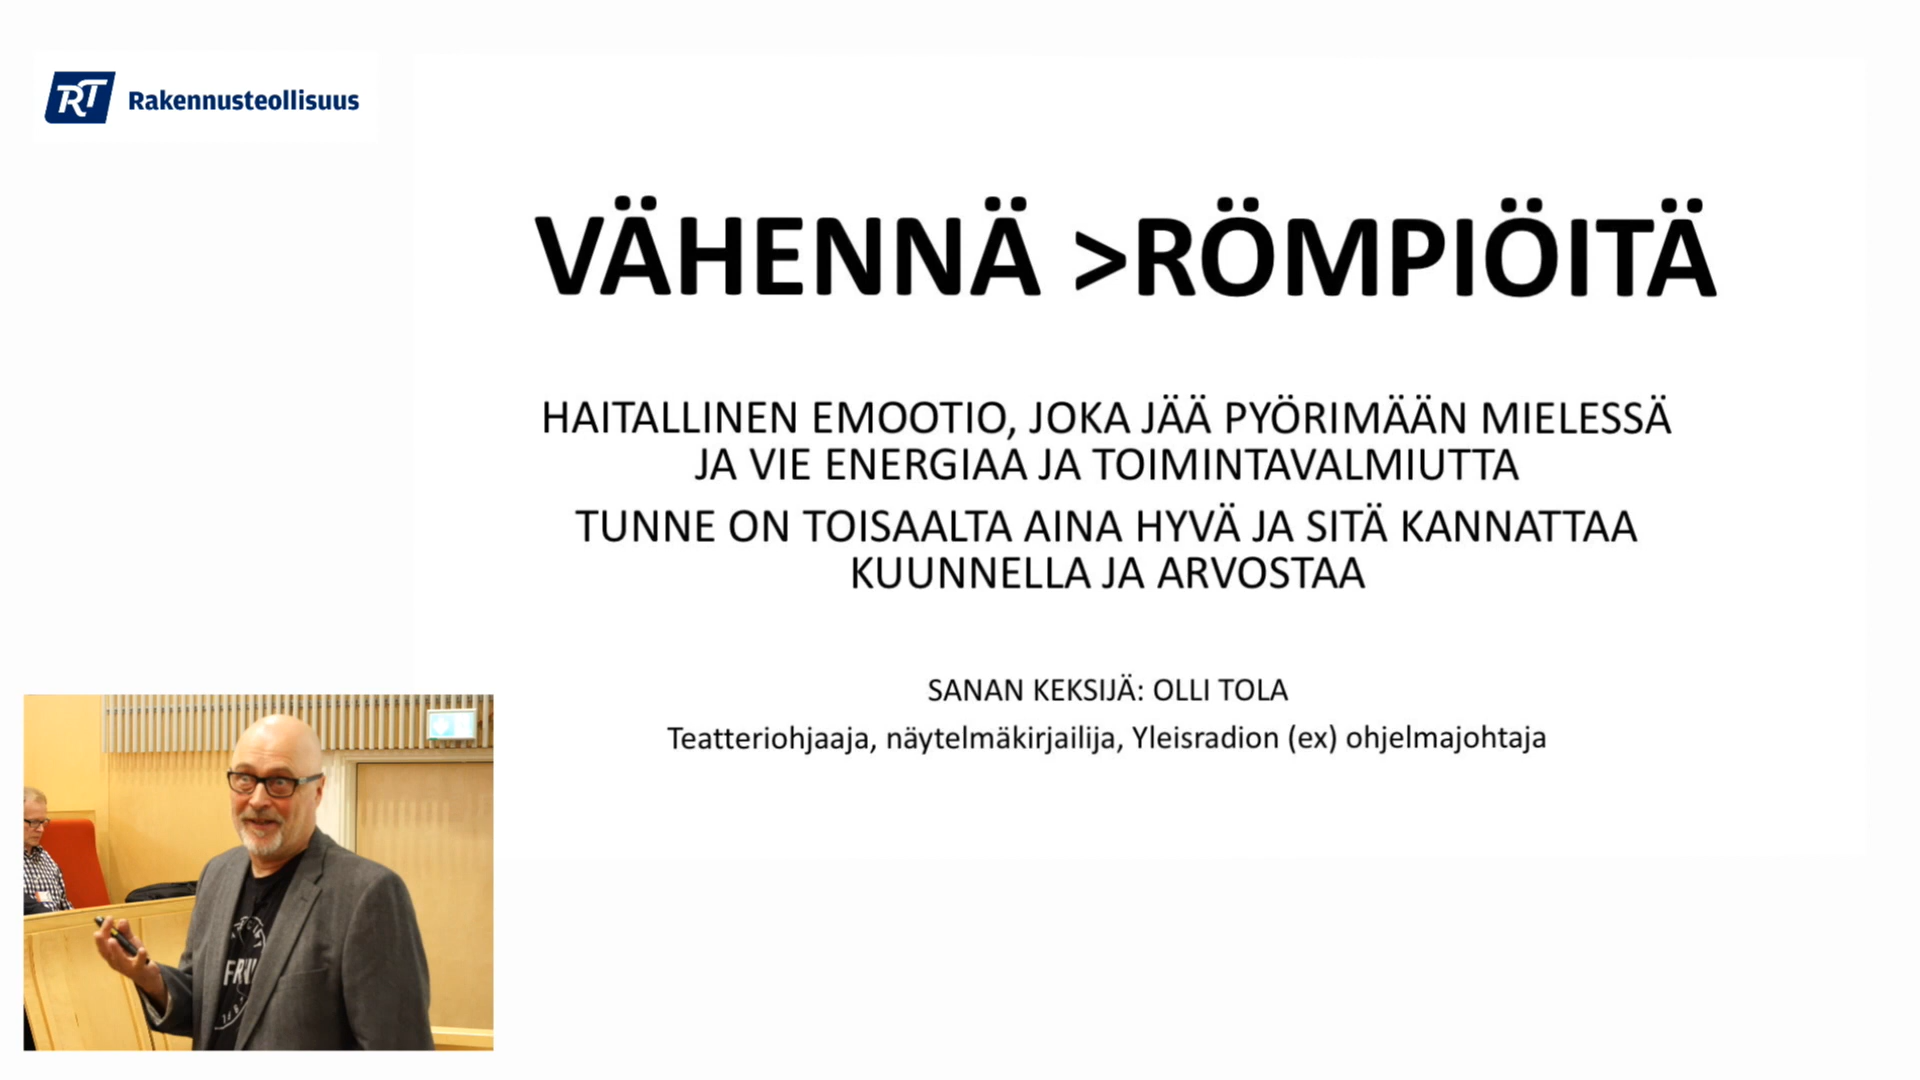 RT Rakennusteollisuus
VÄHENNÄ >RÖMPIÖITÄ
HAITALLINEN EMOOTIO, JOKA JÄÄ PYÖRIMÄÄN MIELESSÄ
JA VIE ENERGIAA JA TOIMINTAVALMIUTTA
TUNNE ON TOISAALTA AINA HYVÄ JA SITÄ KANNATTAA
KUUNNELLA JA ARVOSTAA
SANAN KEKSIJÄ: OLLI TOLA
Teatteriohjaaja, näytelmäkirjailija, Yleisradion (ex) ohjelmajohtaja